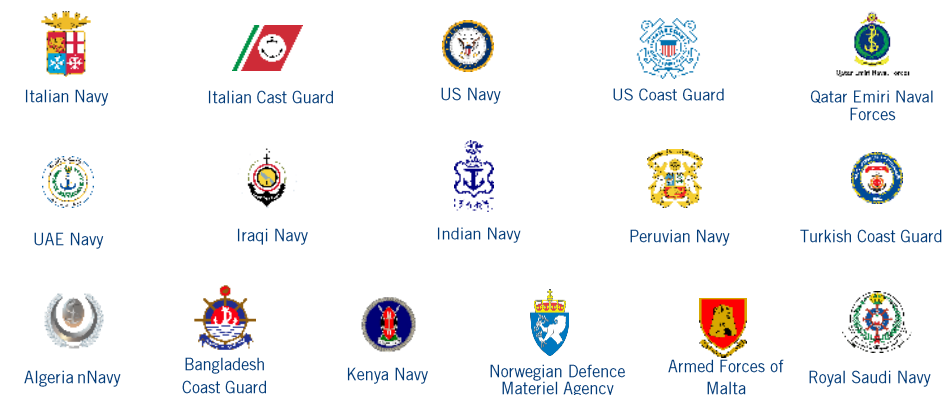 Italian Navy
Italian Cast Guard
US Navy
US Coast Guard
Qatar Emiri Naval Forces
Qatar Emiri Naval
Forces
UAE Navy
Iraqi Navy
Indian Navy
Peruvian Navy
Turkish Coast Guard
Algeria nNavy
Bangladesh
Coast Guard
Kenya Navy
Norwegian Defence
Materiel Agency
Armed Forces of
Malta
Royal Saudi Navy